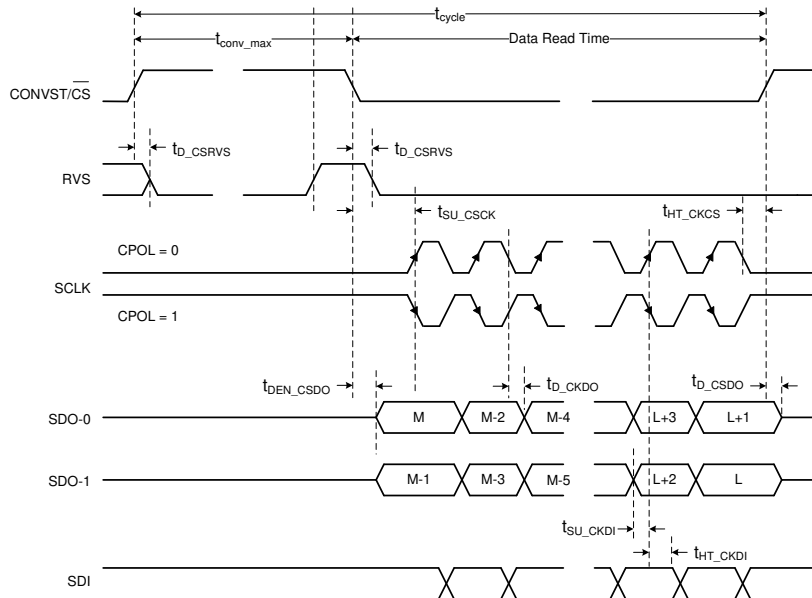 tcycle
tconv_max
Data Read Time
CONVST/CS
tD_CSRVS
tD_CSRVS
RVS
tSU_CSCK
tHT_CKCS
CPOL = 0
SCLK
CPOL = 1
tDEN_CSDO
tD_CKDO
tD_CSDO
SDO-0
M
M-2
M-4
L+3
L+1
SDO-1
M-1
M-3
M-5
L+2
L
tSU_CKDI
tHT_CKDI
SDI